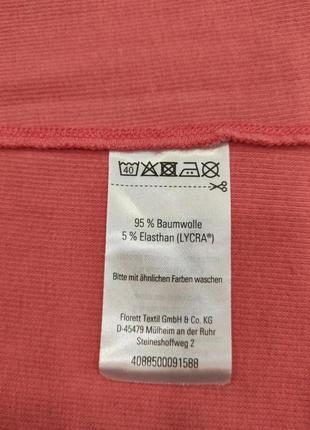 40
95 % Baumwolle
5 % Elasthan (LYCRA®)
Bitte mit ähnlichen Farben waschen
Florett Textil GmbH & Co. KG
D-45479 Mülheim an der Ruhr
Steineshoffweg 2
4088500091588